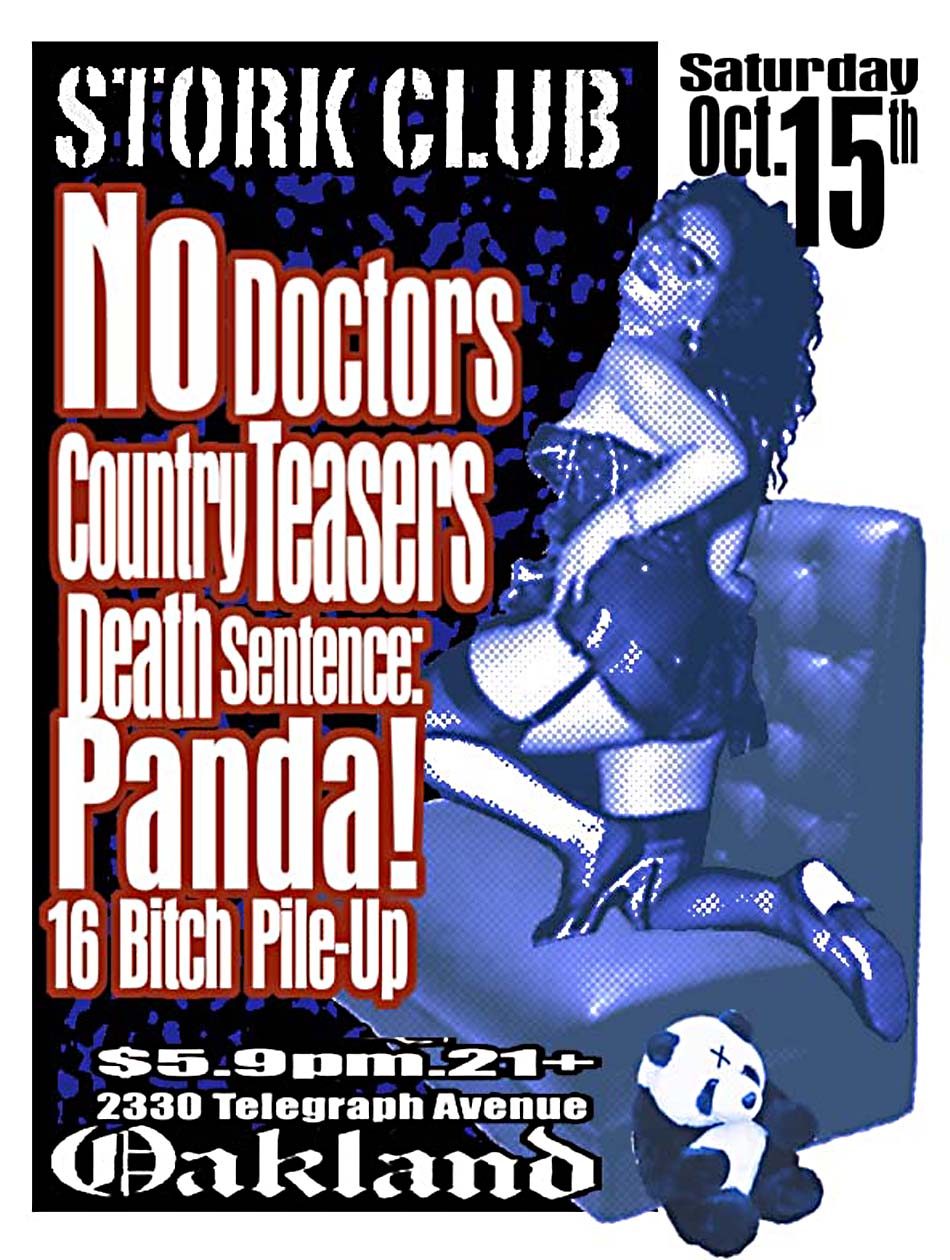 STORK CLUB
Saturday
Oct. 15th
No Doctors
Country Teasers
Death Sentence:
Panda!
16 Bitch Pile-Up
$5.9pm.21+
2330 Telegraph Avenue
Oakland